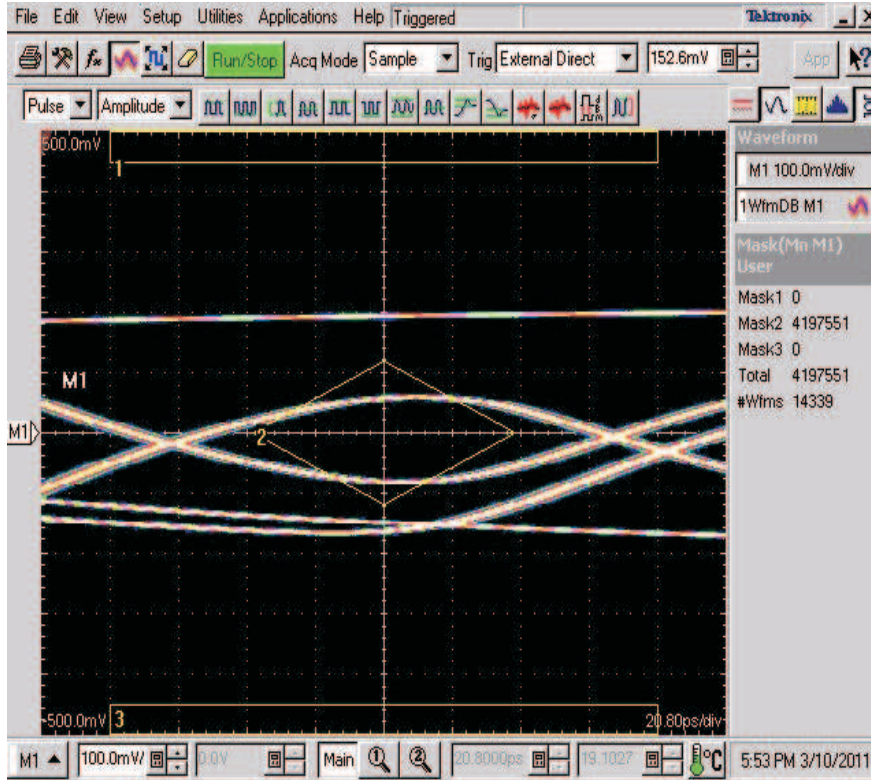 File Edit View Setup Utilities Applications Help Triggered Tektronix
Run/Stop Acq Mode Sample Trig External Direct 152.6mV App
Pulse Amplitude
500.0mV
1
Waveform
M1 100.0mV/div
1WfmDB M1
Mask(Mn M1)
User
Mask1 0
Mask2 4197551
Mask3 0
Total 4197551
#Wfms 14339
M1
M1
2
-500.0mV 3 20.80ps/div
M1 100.0mV/ 0.0V Main 1 2 20.8000ps 19.1027 °C 5:53 PM 3/10/2011